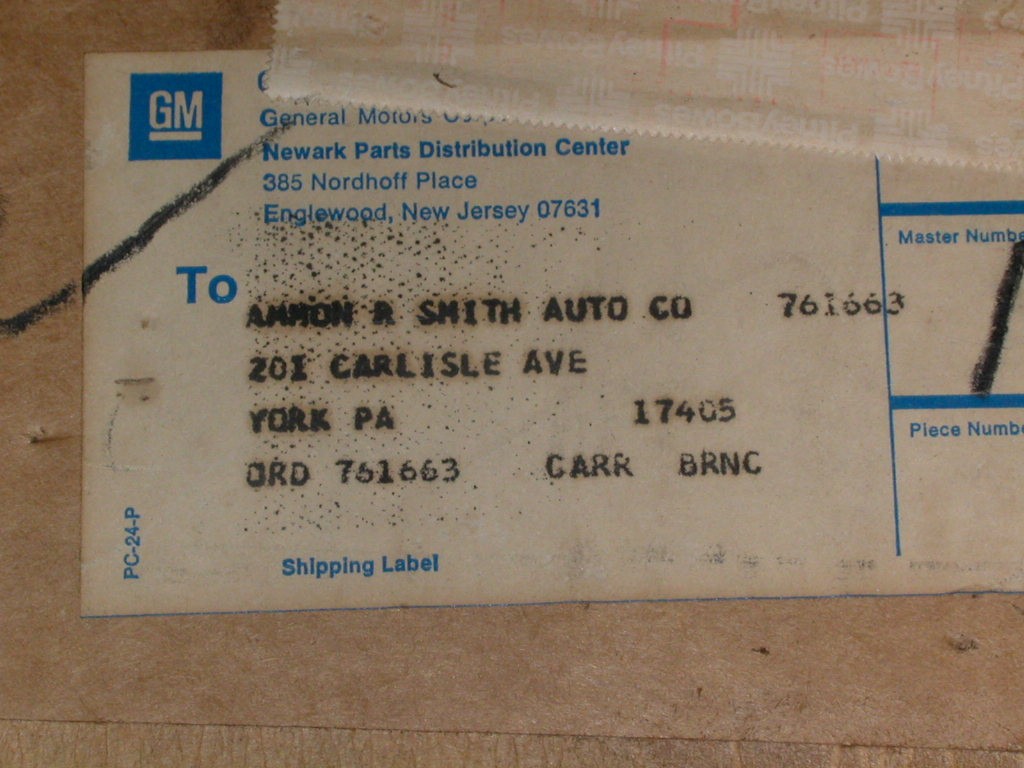 GM
General Motors
Newark Parts Distribution Center
385 Nordhoff Place
Englewood, New Jersey 07631
To
AMMON R SMITH AUTO CO 761663
201 CARLISLE AVE
YORK PA 17405
ORD 761663 CARR BRNC
PC-24-P
Shipping Label
Master Numbe
Piece Numbe
Pitney Bowes